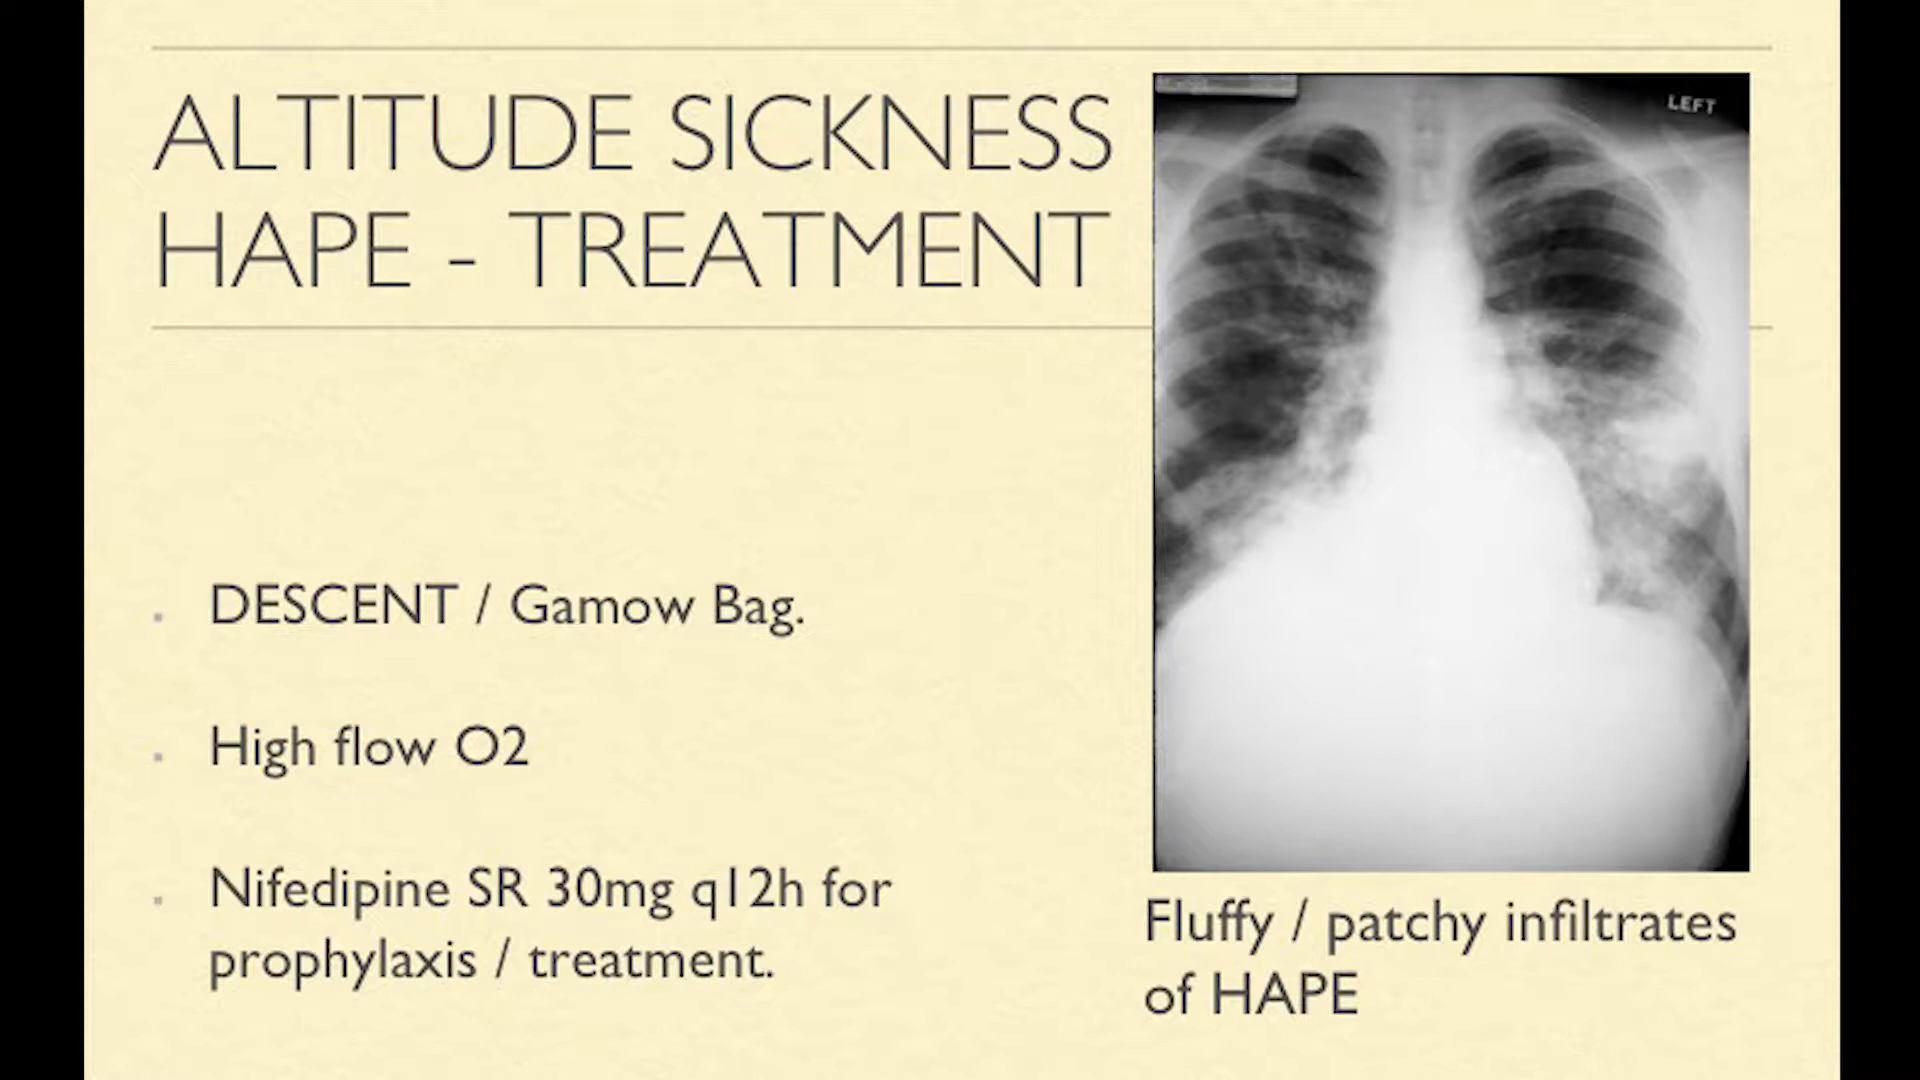 ALTITUDE SICKNESS
HAPE - TREATMENT
LEFT
DESCENT / Gamow Bag.
High flow O2
Nifedipine SR 30mg q12h for
prophylaxis / treatment.
Fluffy / patchy infiltrates
of HAPE